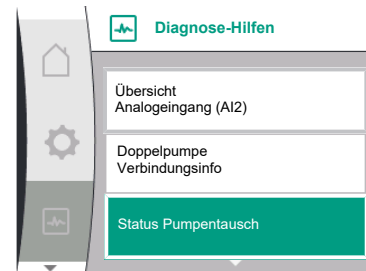 Diagnose-Hilfen
Übersicht
Analogeingang (AI2)
Doppelpumpe
Verbindungsinfo
Status Pumpentausch